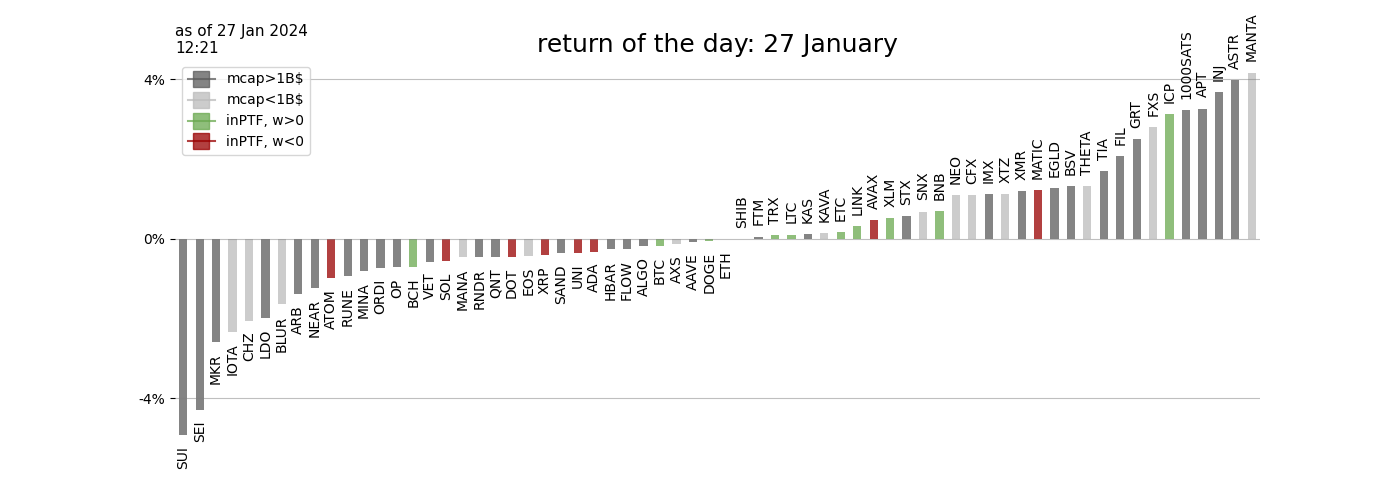 as of 27 Jan 2024
12:21
return of the day: 27 January
mcap>1B$
mcap<1B$
inPTF, w>0
inPTF, w<0
4%
0%
-4%
SUI
SEI
MKR
IOTA
CHZ
LDO
BLUR
ARB
NEAR
ATOM
RUNE
MINA
ORDI
OP
BCH
VET
SOL
MANA
RNDR
QNT
DOT
EOS
XRP
SAND
UNI
ADA
HBAR
FLOW
ALGO
BTC
AXS
AAVE
DOGE
ETH
SHIB
FTM
TRX
LTC
KAS
KAVA
ETC
LINK
AVAX
XLM
STX
SNX
BNB
NEO
CFX
IMX
XTZ
XMR
MATIC
EGLD
BSV
THETA
TIA
FIL
GRT
FXS
ICP
1000SATS
APT
INJ
ASTR
MANTA